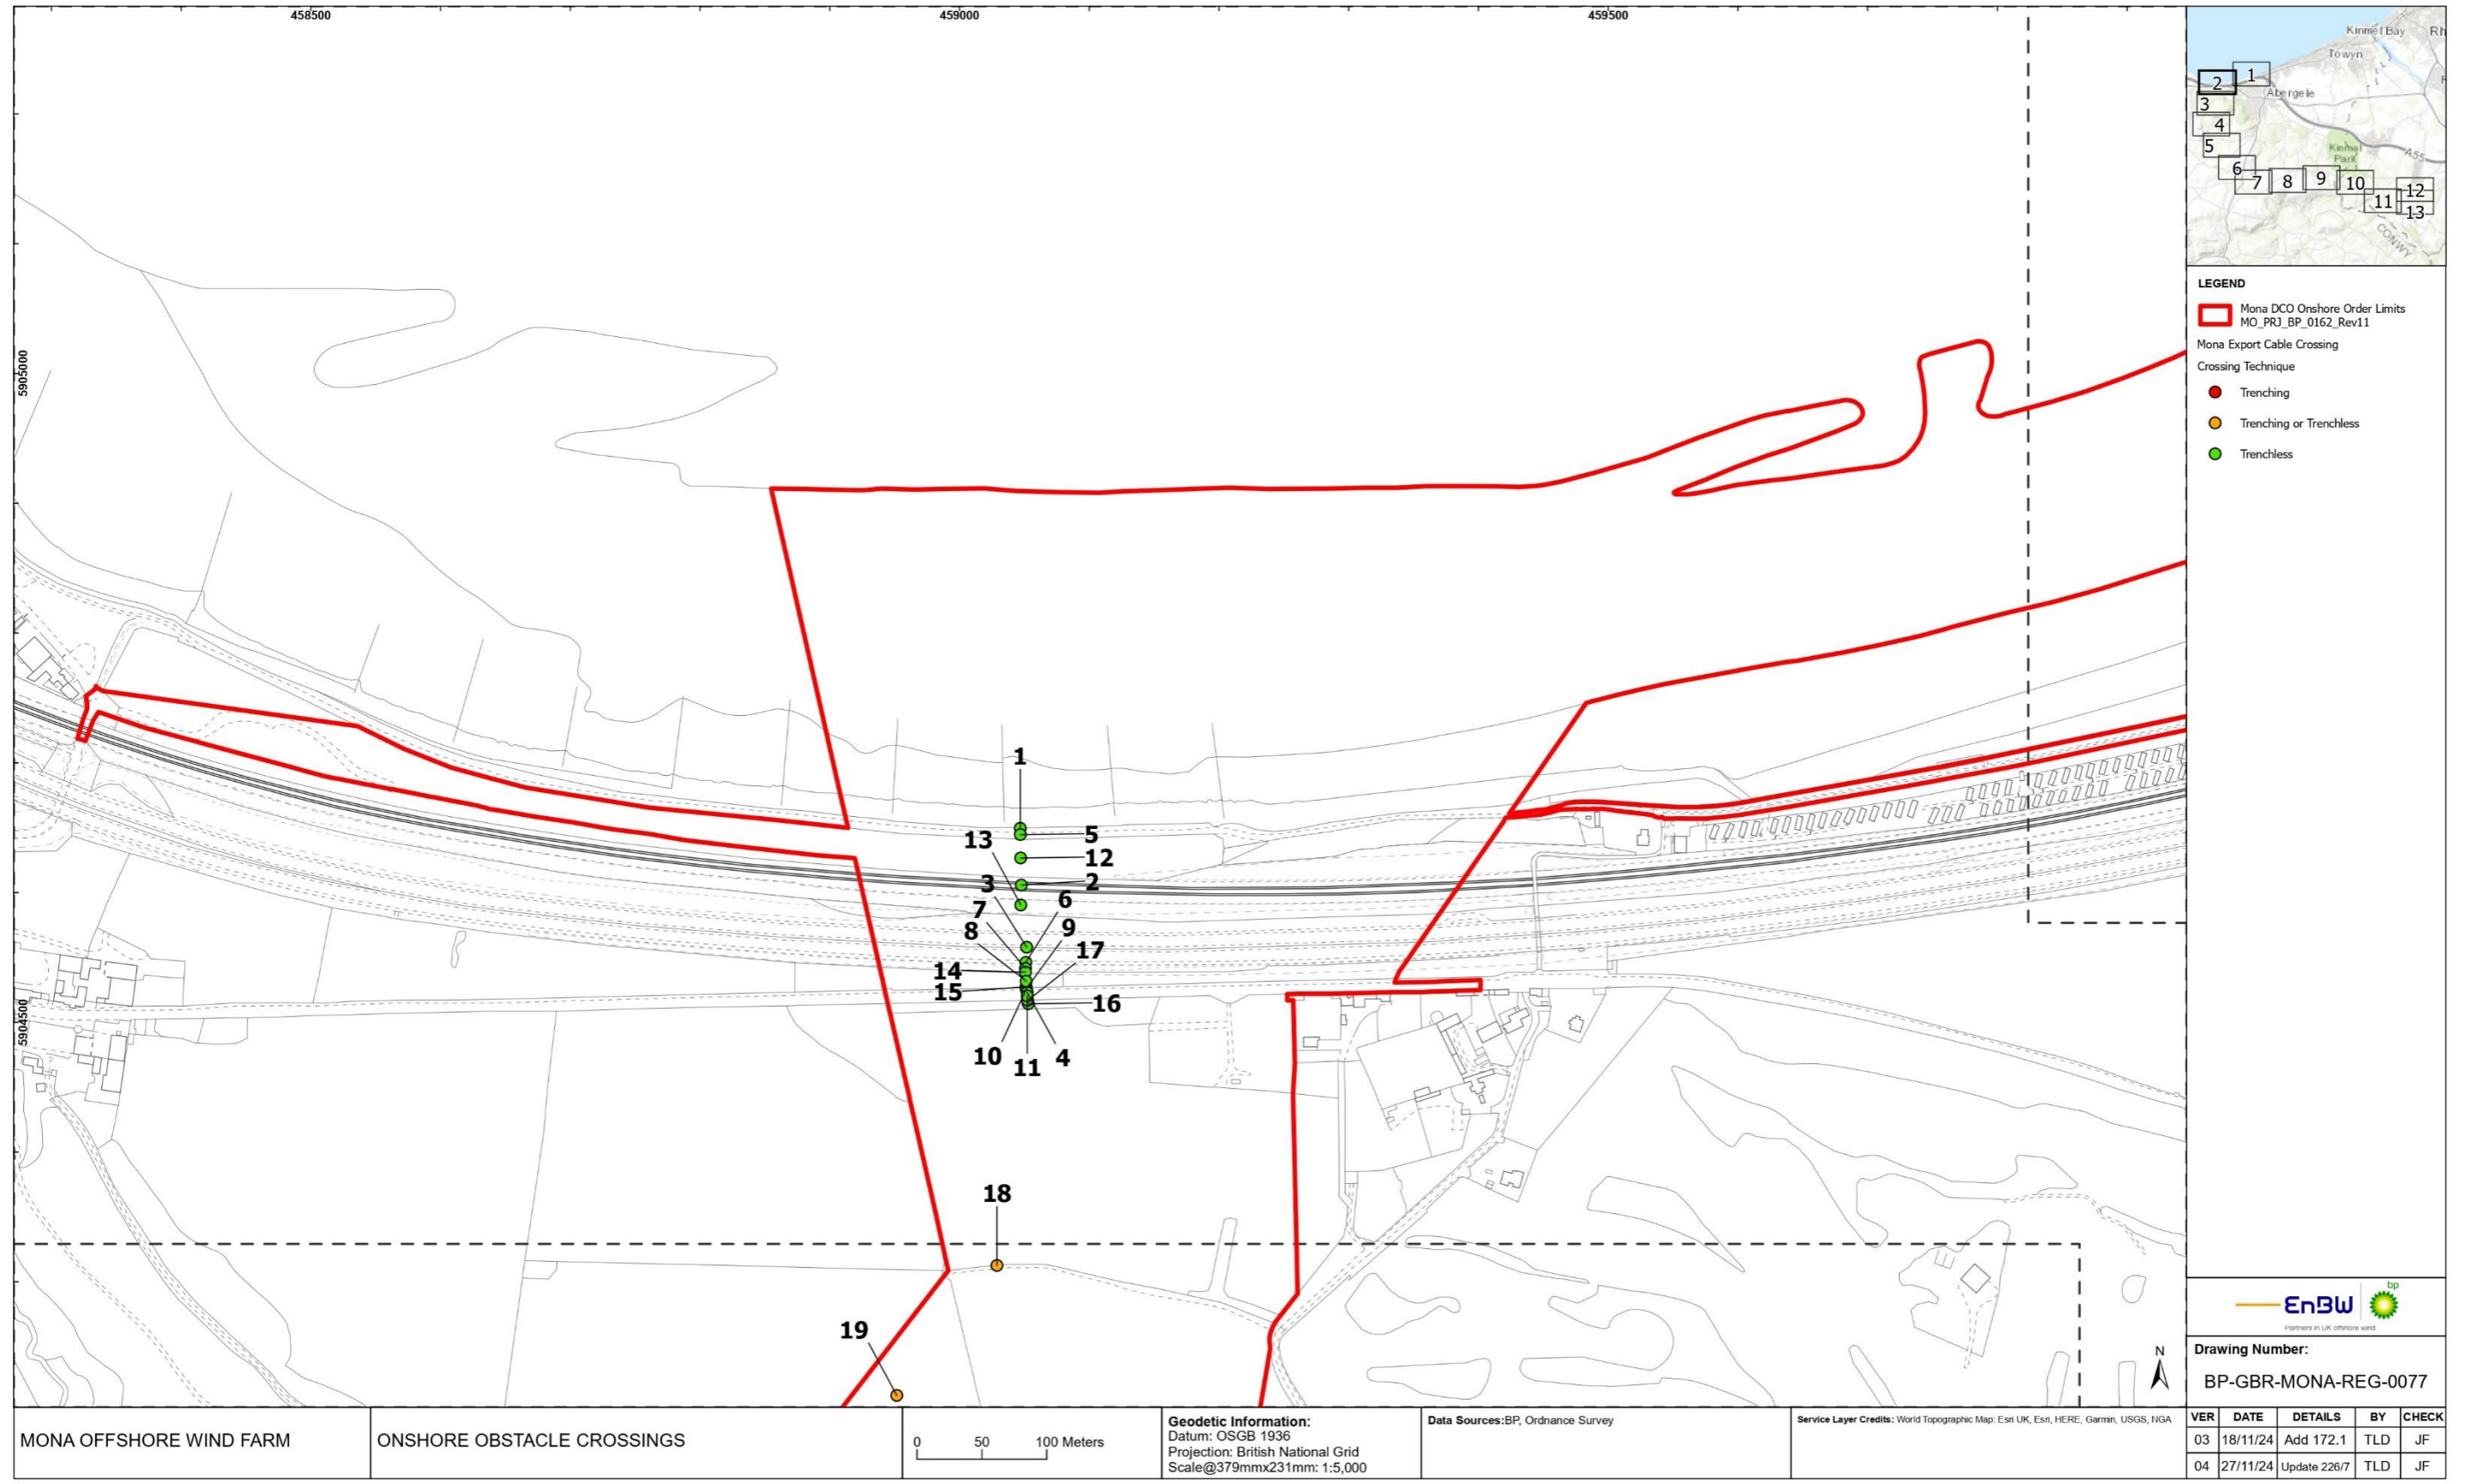 458500
459000
459500
5905000
5904500
1
5
13
12
3
2
6
7
8
9
17
14
15
16
10
11
4
18
19
Kinmel Bay
Rh
Towyn
2
1
Abergele
3
4
5
Kinmel
Park
A55
6
7
8
9
10
11
12
13
CONWY
LEGEND
Mona DCO Onshore Order Limits
MO_PRJ_BP_0162_Rev11
Mona Export Cable Crossing
Crossing Technique
Trenching
Trenching or Trenchless
Trenchless
N
bp
EnBW
Partners in UK offshore wind
Drawing Number:
BP-GBR-MONA-REG-0077
VER DATE DETAILS BY CHECK
03 18/11/24 Add 172.1 TLD JF
04 27/11/24 Update 226/7 TLD JF
MONA OFFSHORE WIND FARM
ONSHORE OBSTACLE CROSSINGS
0 50 100 Meters
Geodetic Information:
Datum: OSGB 1936
Projection: British National Grid
Scale@379mmx231mm: 1:5,000
Data Sources:BP, Ordnance Survey
Service Layer Credits: World Topographic Map: Esri UK, Esri, HERE, Garmin, USGS, NGA